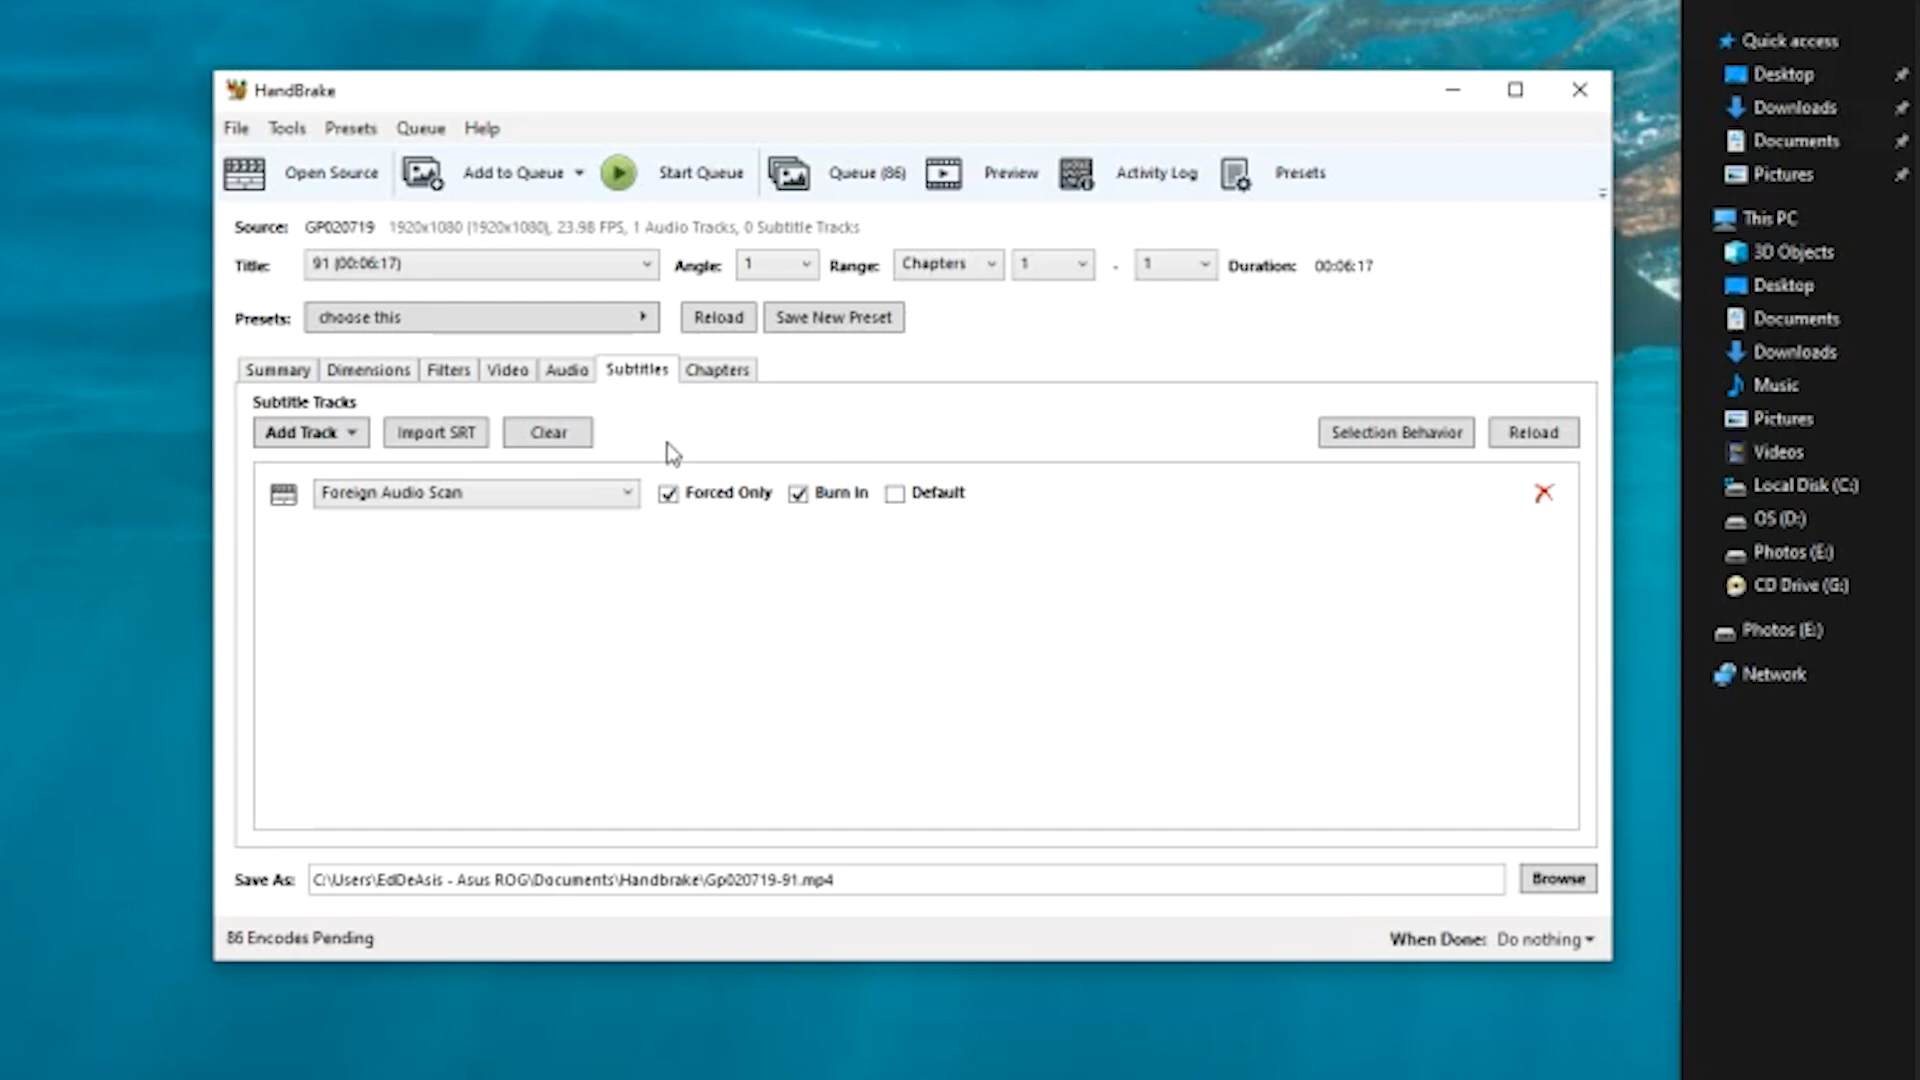 HandBrake
File Tools Presets Queue Help
Open Source Add to Queue Start Queue Queue (86) Preview Activity Log Presets
Source: GP020719 1920x1080 (1920x1080), 23.98 FPS, 1 Audio Tracks, 0 Subtitle Tracks
Title: 91 (00:06:17) Angle: 1 Range: Chapters 1 - 1 Duration: 00:06:17
Presets: choose this Reload Save New Preset
Summary Dimensions Filters Video Audio Subtitles Chapters
Subtitle Tracks
Add Track Import SRT Clear Selection Behavior Reload
Foreign Audio Scan Forced Only Burn In Default
Save As: C:\Users\EdDeAsis - Asus ROG\Documents\Handbrake\Gp020719-91.mp4 Browse
86 Encodes Pending When Done: Do nothing
Quick access
Desktop
Downloads
Documents
Pictures
This PC
3D Objects
Desktop
Documents
Downloads
Music
Pictures
Videos
Local Disk (C:)
OS (D:)
Photos (E:)
CD Drive (G:)
Photos (E:)
Network